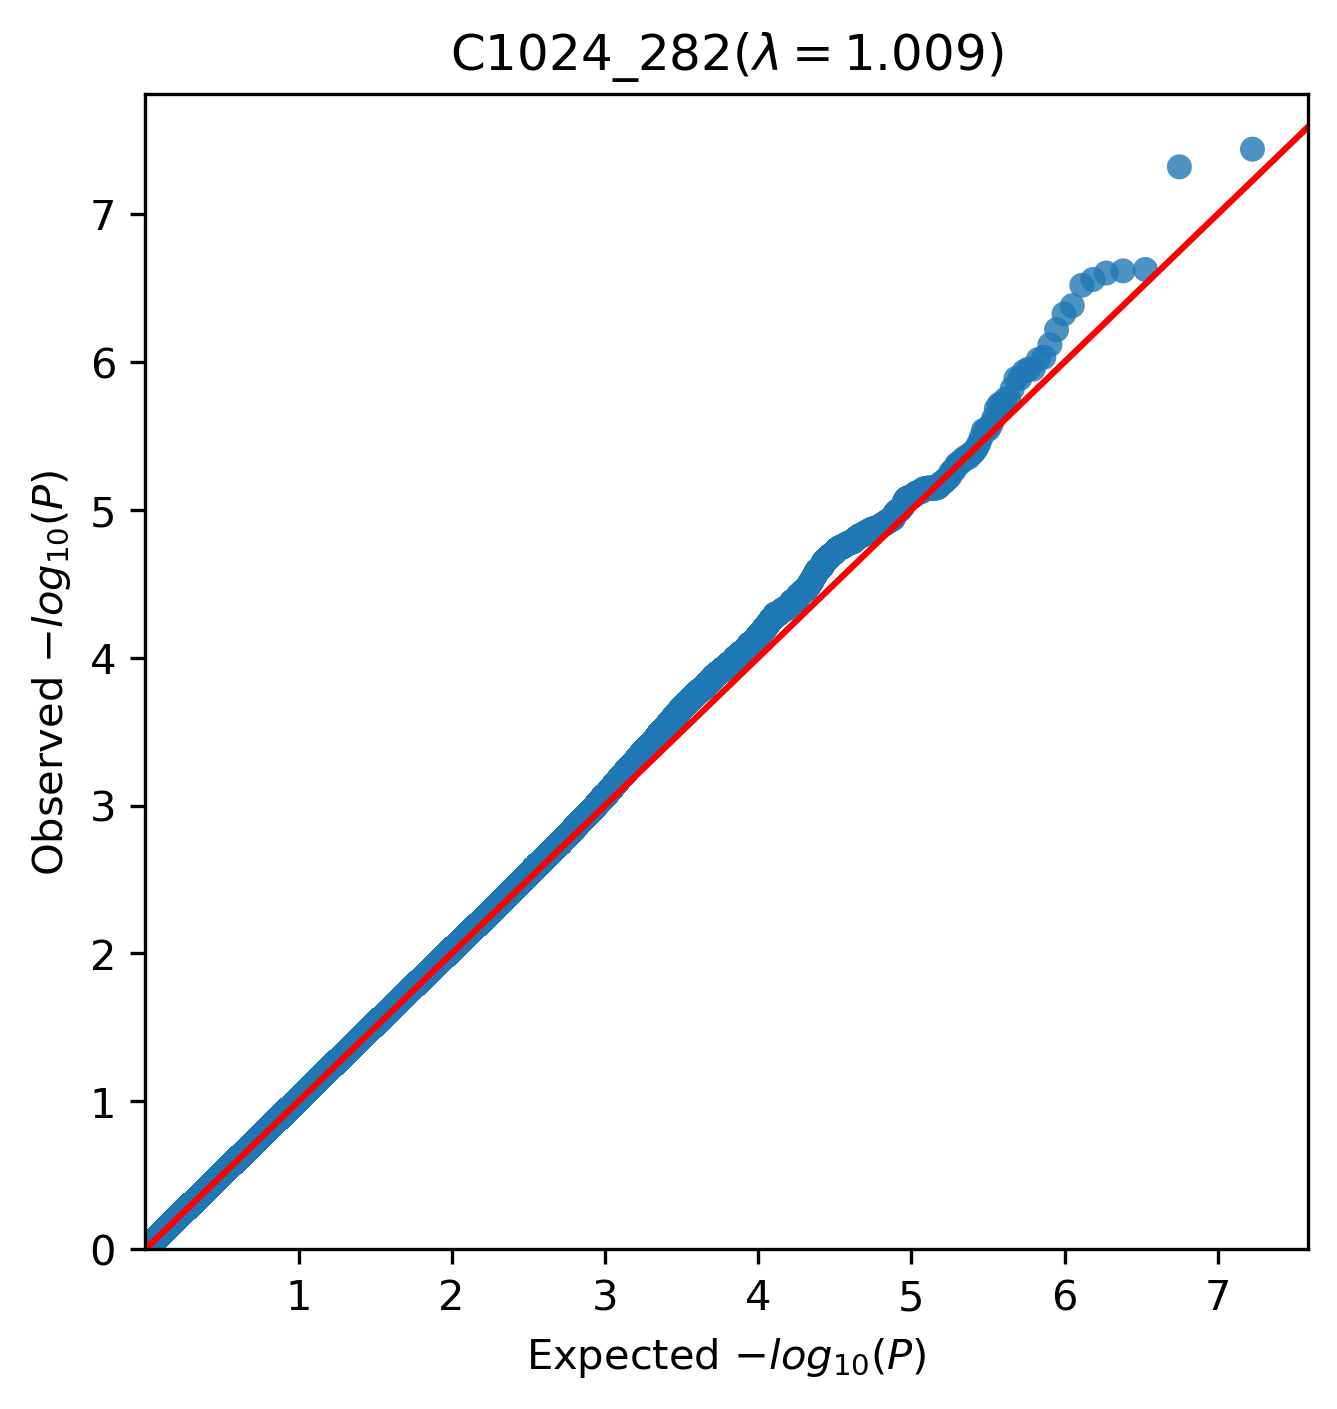 C1024_282(λ = 1.009)
Observed −log₁₀(P)
7
6
5
4
3
2
1
0
1 2 3 4 5 6 7
Expected −log₁₀(P)